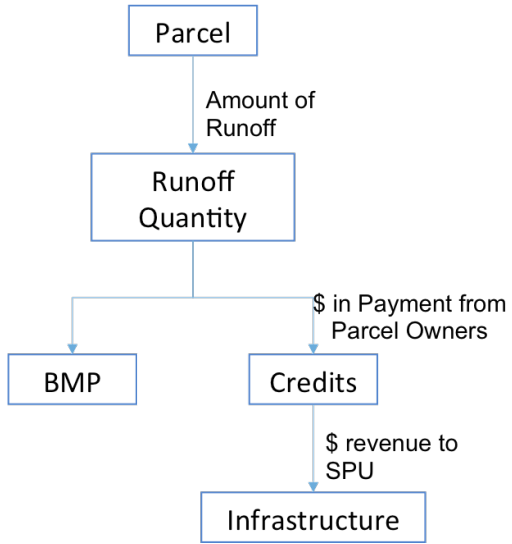 Parcel
Amount of
Runoff
Runoff
Quantity
$ in Payment from
Parcel Owners
BMP
Credits
$ revenue to
SPU
Infrastructure